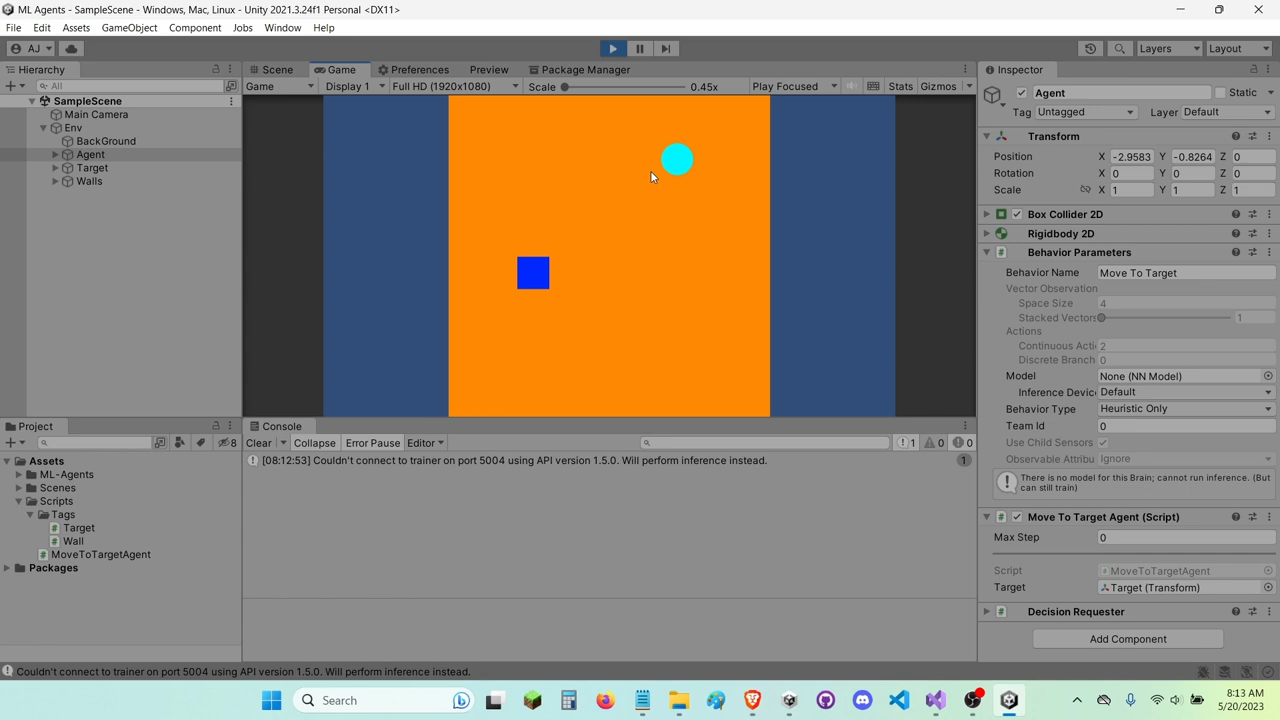 ML Agents - SampleScene - Windows, Mac, Linux - Unity 2021.3.24f1 Personal <DX11>
File Edit Assets GameObject Component Jobs Window Help
AJ Layers Layout
Hierarchy Scene Game Preferences Preview Package Manager Inspector
All
Game Display 1 Full HD (1920x1080) Scale 0.45x Play Focused Stats Gizmos
Agent Static
Tag Untagged Layer Default
SampleScene
Main Camera
Env
BackGround
Agent
Target
Walls
Transform
Position X -2.9583 Y -0.8264 Z 0
Rotation X 0 Y 0 Z 0
Scale X 1 Y 1 Z 1
Box Collider 2D
Rigidbody 2D
Behavior Parameters
Behavior Name Move To Target
Vector Observation
Space Size 4
Stacked Vectors 1
Actions
Continuous Acti 2
Discrete Branch 0
Model None (NN Model)
Inference Devic Default
Behavior Type Heuristic Only
Team Id 0
Use Child Sensors
Observable Attribu Ignore
There is no model for this Brain; cannot run inference. (But can still train)
Move To Target Agent (Script)
Max Step 0
Script MoveToTargetAgent
Target Target (Transform)
Decision Requester
Add Component
Project
8
Assets
ML-Agents
Scenes
Scripts
Tags
Target
Wall
MoveToTargetAgent
Packages
Console
Clear Collapse Error Pause Editor 1 0 0
[08:12:53] Couldn't connect to trainer on port 5004 using API version 1.5.0. Will perform inference instead. 1
Couldn't connect to trainer on port 5004 using API version 1.5.0. Will perform inference instead.
Search
8:13 AM
5/20/2023